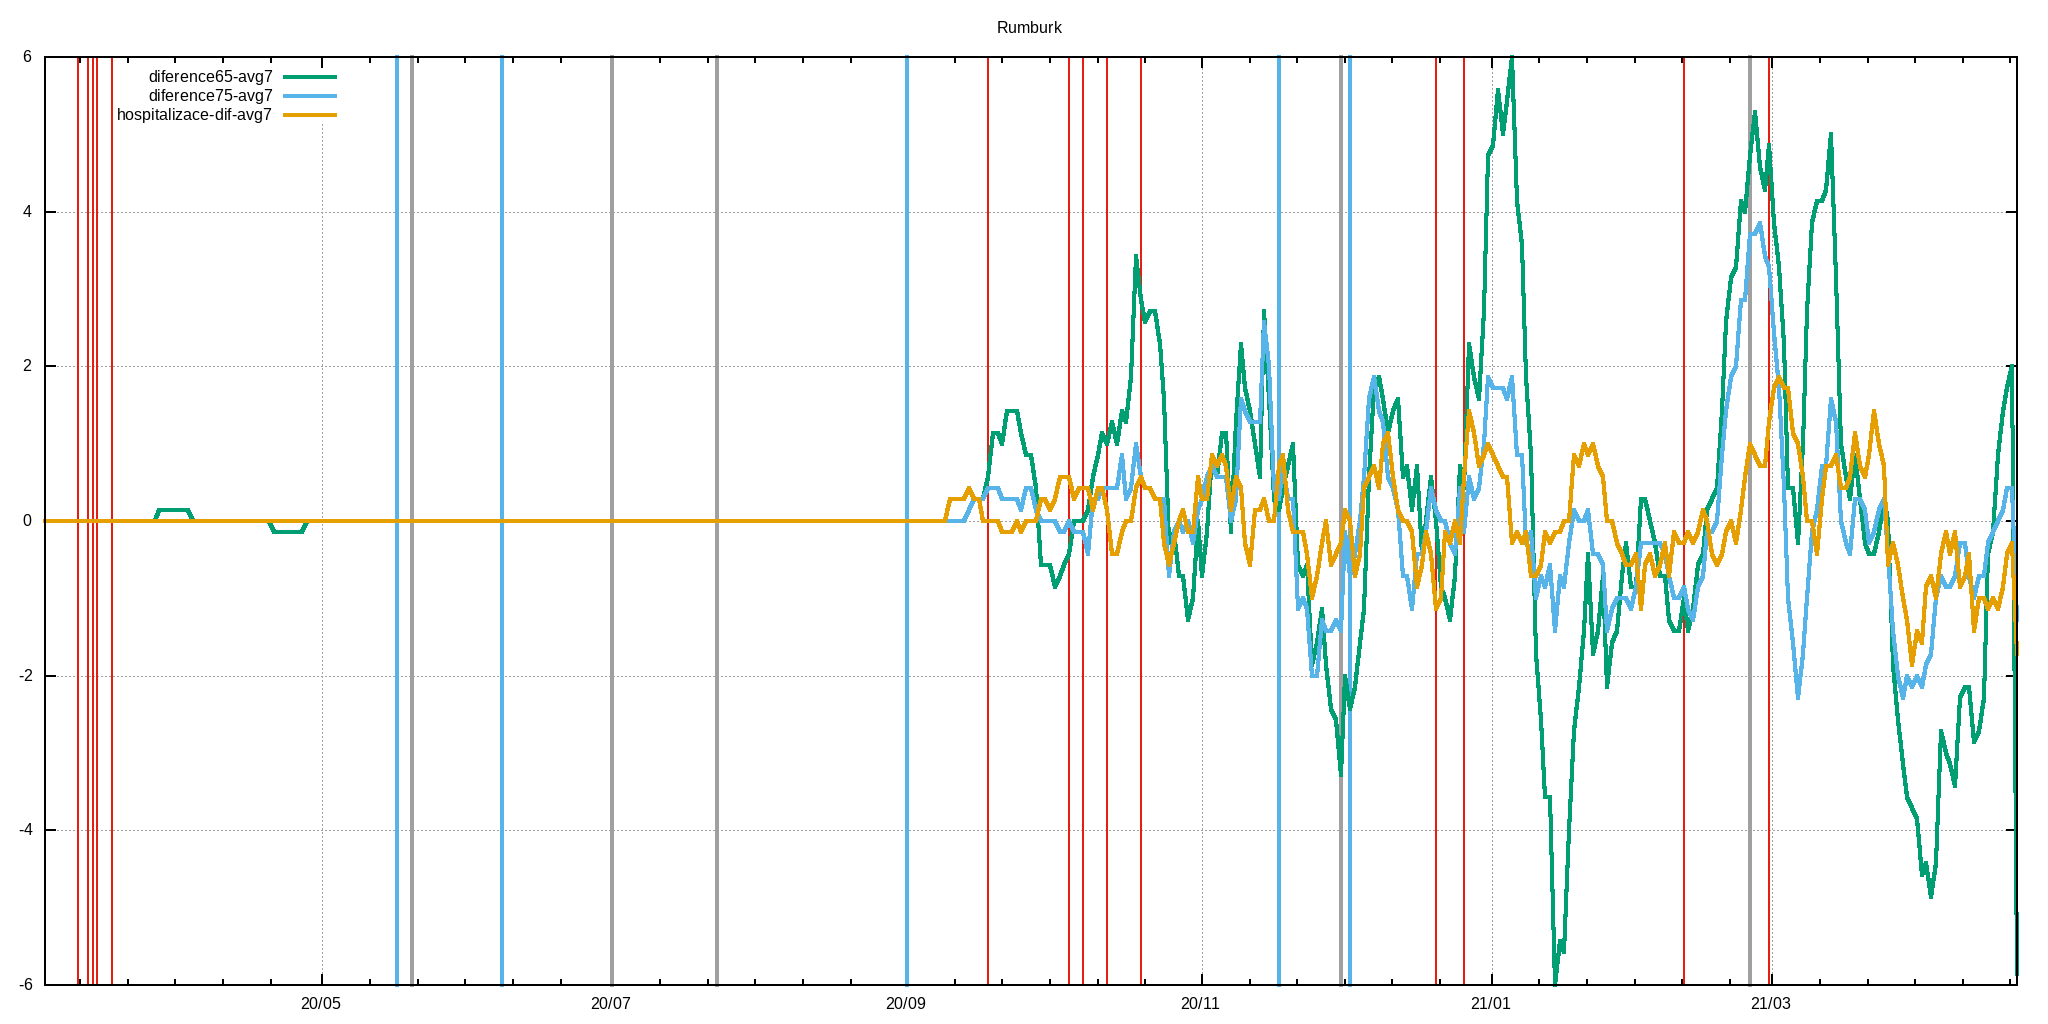 Rumburk
6
diference65-avg7
diference75-avg7
hospitalizace-dif-avg7
4
2
0
-2
-4
-6
20/05 20/07 20/09 20/11 21/01 21/03